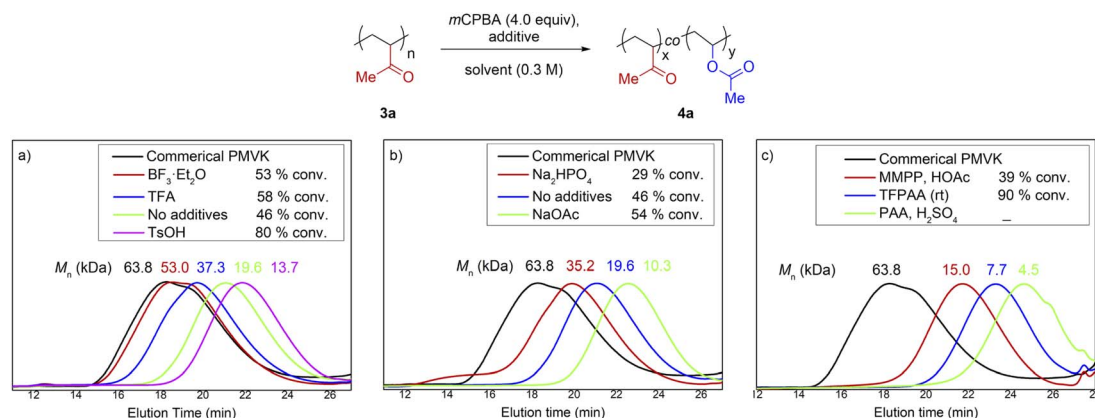 mCPBA (4.0 equiv),
additive
solvent (0.3 M)
n
Me
O
3a
co
x
y
Me
O
O
O
Me
4a
a)
Commerical PMVK
BF3·Et2O 53 % conv.
TFA 58 % conv.
No additives 46 % conv.
TsOH 80 % conv.
Mn (kDa) 63.8 53.0 37.3 19.6 13.7
12 14 16 18 20 22 24 26
Elution Time (min)
b)
Commerical PMVK
Na2HPO4 29 % conv.
No additives 46 % conv.
NaOAc 54 % conv.
Mn (kDa) 63.8 35.2 19.6 10.3
12 14 16 18 20 22 24 26
Elution time (min)
c)
Commerical PMVK
MMPP, HOAc 39 % conv.
TFPAA (rt) 90 % conv.
PAA, H2SO4 _
Mn (kDa) 63.8 15.0 7.7 4.5
12 14 16 18 20 22 24 26 28
Elution time (min)